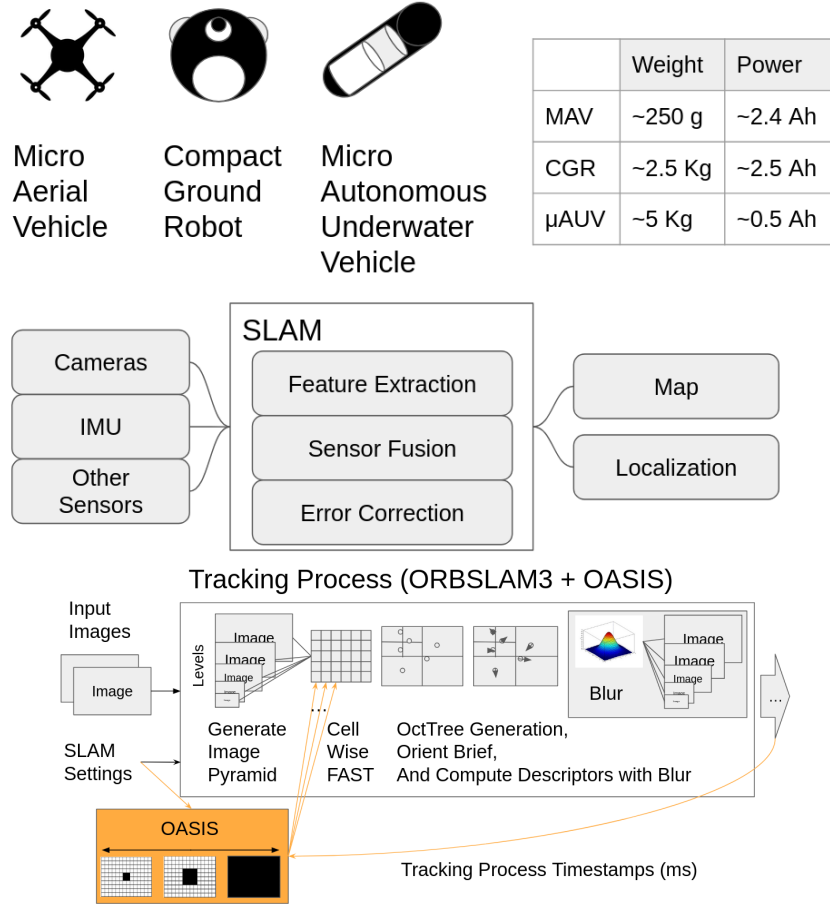 Micro
Aerial
Vehicle
Compact
Ground
Robot
Micro
Autonomous
Underwater
Vehicle
Weight Power
MAV ~250 g ~2.4 Ah
CGR ~2.5 Kg ~2.5 Ah
µAUV ~5 Kg ~0.5 Ah
Cameras
IMU
Other
Sensors
SLAM
Feature Extraction
Sensor Fusion
Error Correction
Map
Localization
Tracking Process (ORBSLAM3 + OASIS)
Input
Images
Image
SLAM
Settings
Levels
Image
Image
Image
Image
...
Generate
Image
Pyramid
Cell
Wise
FAST
OctTree Generation,
Orient Brief,
And Compute Descriptors with Blur
Blur
Image
Image
Image
Image
...
OASIS
Tracking Process Timestamps (ms)